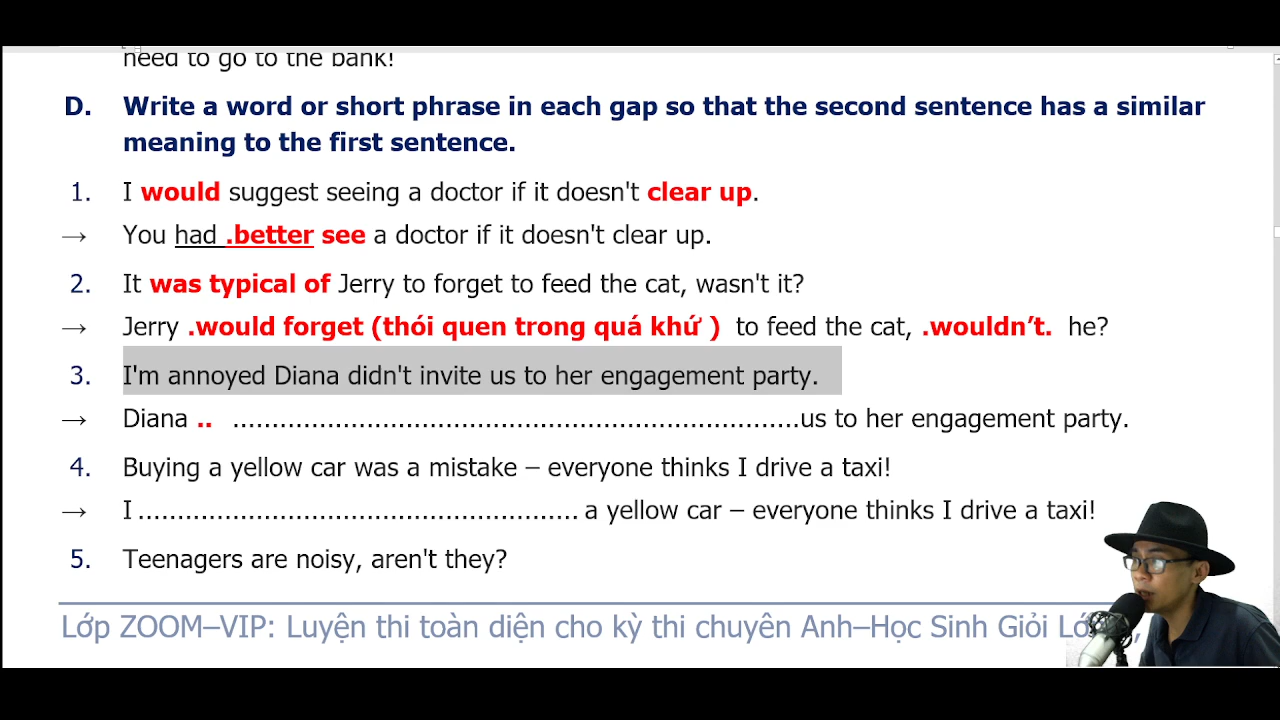 need to go to the bank!
D. Write a word or short phrase in each gap so that the second sentence has a similar
meaning to the first sentence.
1. I would suggest seeing a doctor if it doesn't clear up.
→ You had .better see a doctor if it doesn't clear up.
2. It was typical of Jerry to forget to feed the cat, wasn't it?
→ Jerry .would forget (thói quen trong quá khứ ) to feed the cat, .wouldn’t. he?
3. I'm annoyed Diana didn't invite us to her engagement party.
→ Diana .. ........................................................................us to her engagement party.
4. Buying a yellow car was a mistake – everyone thinks I drive a taxi!
→ I........................................................ a yellow car – everyone thinks I drive a taxi!
5. Teenagers are noisy, aren't they?
Lớp ZOOM–VIP: Luyện thi toàn diện cho kỳ thi chuyên Anh–Học Sinh Giỏi